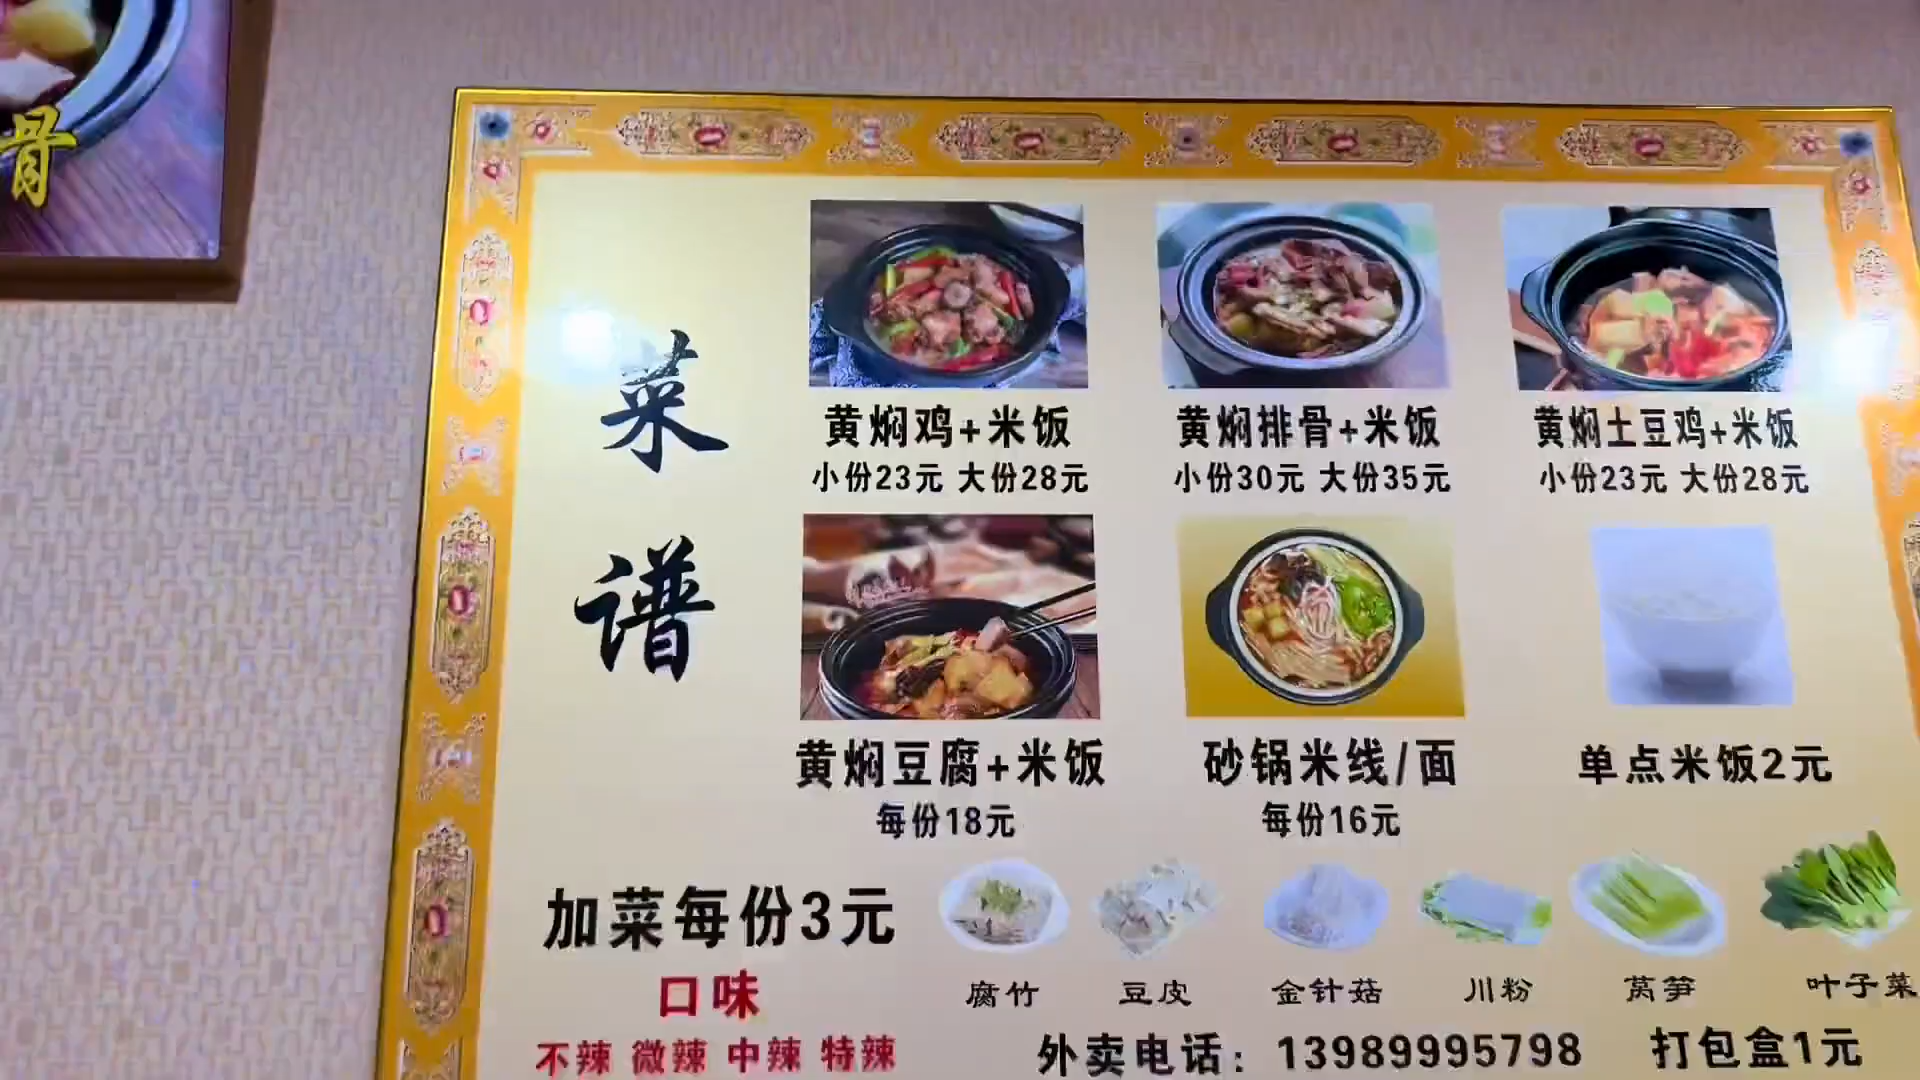 骨
菜谱
黄焖鸡+米饭
小份23元 大份28元
黄焖排骨+米饭
小份30元 大份35元
黄焖土豆鸡+米饭
小份23元 大份28元
黄焖豆腐+米饭
每份18元
砂锅米线/面
每份16元
单点米饭2元
加菜每份3元
腐竹 豆皮 金针菇 川粉 莴笋 叶子菜
口味
不辣 微辣 中辣 特辣
外卖电话：13989995798 打包盒1元